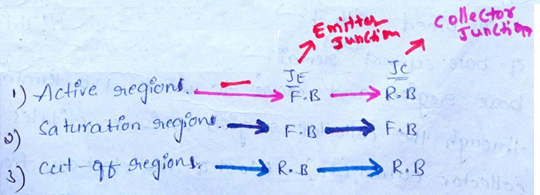 Emitter Junction
Collector Junction
JE JC
1) Active regions. F.B R.B
2) Saturation regions. F.B F.B
3) Cut-off regions. R.B R.B